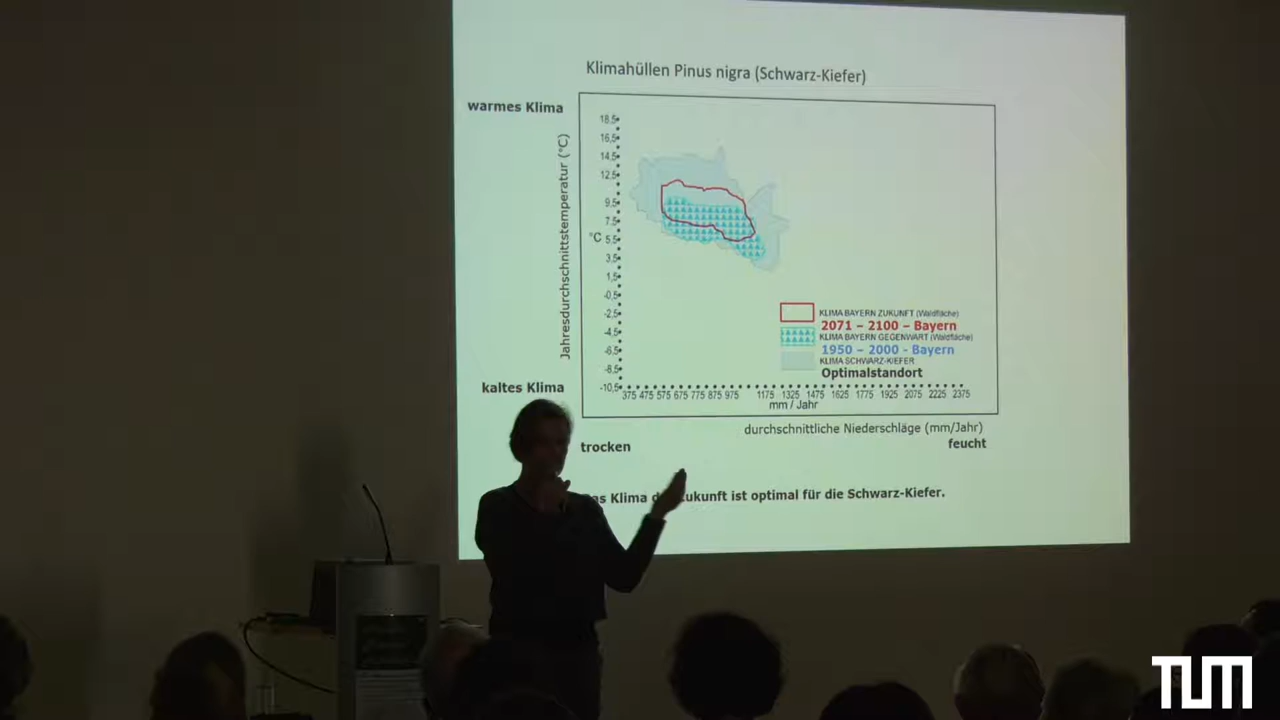 Klimahüllen Pinus nigra (Schwarz-Kiefer)
warmes Klima
Jahresdurchschnittstemperatur (°C)
18,5
16,5
14,5
12,5
9,5
7,5
°C 5,5
3,5
1,5
-0,5
-2,5
-4,5
-6,5
-8,5
-10,5
kaltes Klima
KLIMA BAYERN ZUKUNFT (Waldfläche)
2071 – 2100 – Bayern
KLIMA BAYERN GEGENWART (Waldfläche)
1950 – 2000 - Bayern
KLIMA SCHWARZ-KIEFER
Optimalstandort
375 475 575 675 775 875 975 1175 1325 1475 1625 1775 1925 2075 2225 2375
mm / Jahr
durchschnittliche Niederschläge (mm/Jahr)
trocken
feucht
Klima ist optimal für die Schwarz-Kiefer.
TUM